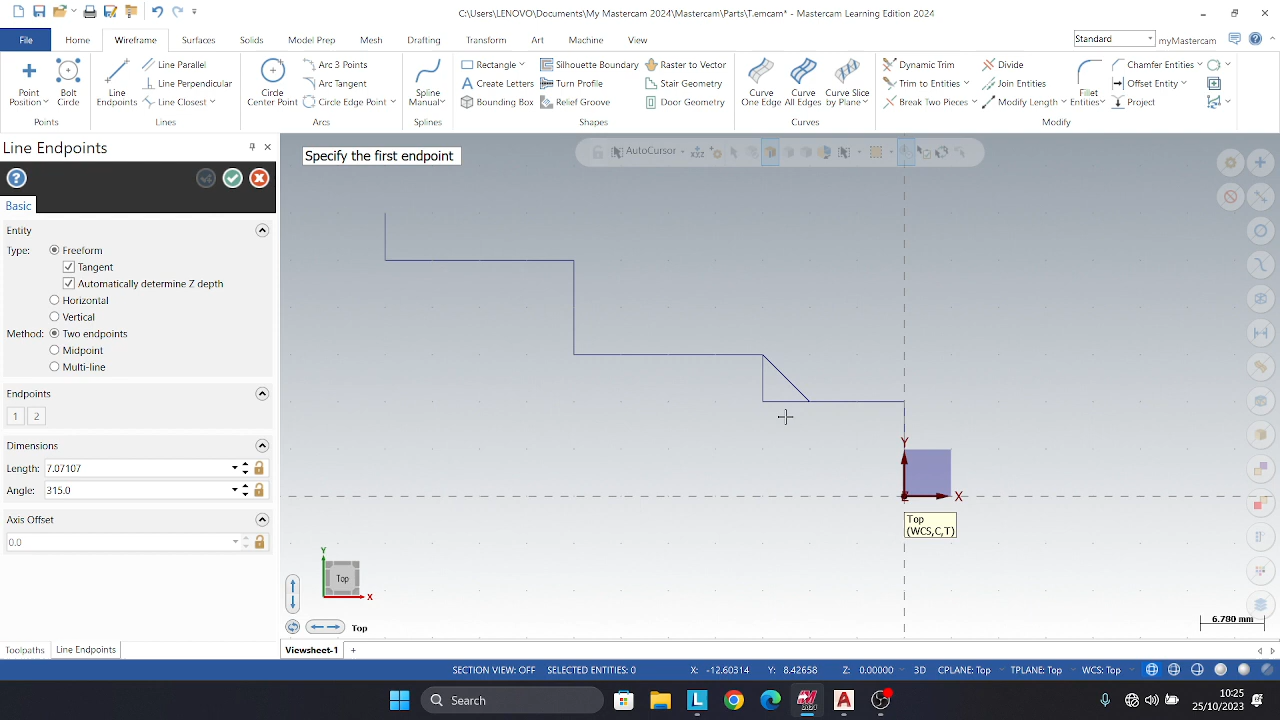 C:\Users\LENOVO\Documents\My Mastercam 2024\Mastercam\Parts\T.emcam* - Mastercam Learning Edition 2024
File Home Wireframe Surfaces Solids Model Prep Mesh Drafting Transform Art Machine View Standard myMastercam
Point Position
Bolt Circle
Points
Line Endpoints
Line Parallel
Line Perpendicular
Line Closest
Lines
Circle Center Point
Arc 3 Points
Arc Tangent
Circle Edge Point
Arcs
Spline Manual
Splines
Rectangle
Create Letters
Bounding Box
Silhouette Boundary
Turn Profile
Relief Groove
Raster to Vector
Stair Geometry
Door Geometry
Shapes
Curve One Edge
Curve All Edges
Curve Slice by Plane
Curves
Dynamic Trim
Trim to Entities
Break Two Pieces
Divide
Join Entities
Modify Length
Fillet Entities
Chamfer Entities
Offset Entity
Project
Modify
Line Endpoints
Basic
Entity
Type: Freeform
Tangent
Automatically determine Z depth
Horizontal
Vertical
Method: Two endpoints
Midpoint
Multi-line
Endpoints
1 2
Dimensions
Length: 7.07107
Angle: 315.0
Axis Offset
0.0
Toolpaths Line Endpoints
Specify the first endpoint
AutoCursor
Y
X
Top
(WCS,C,T)
Y
Top
X
Top
6.780 mm
Viewsheet-1 +
SECTION VIEW: OFF SELECTED ENTITIES: 0 X: -12.60314 Y: 8.42658 Z: 0.00000 3D CPLANE: Top TPLANE: Top WCS: Top
Search
10:25
25/10/2025